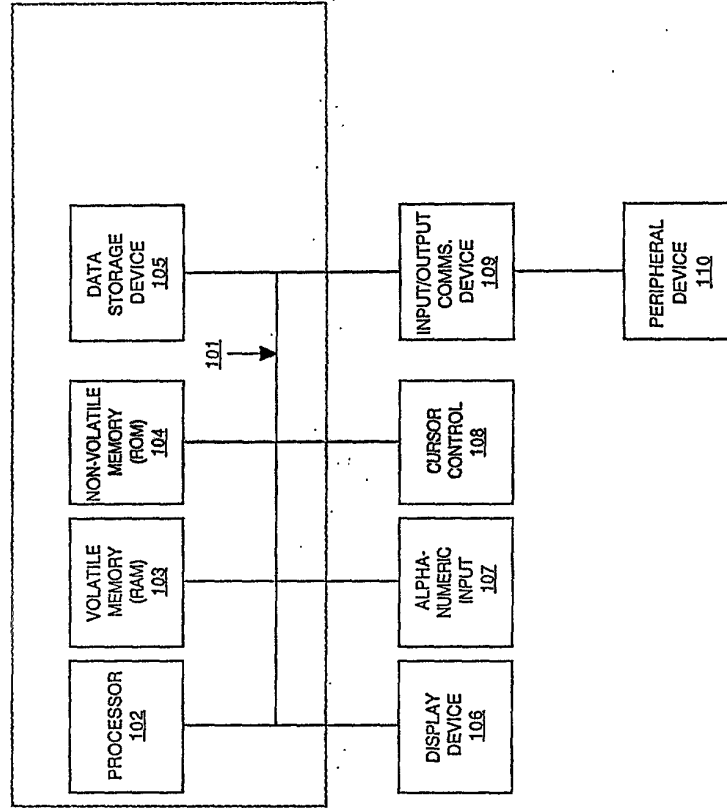 PROCESSOR
102
VOLATILE
MEMORY
(RAM)
103
NON-VOLATILE
MEMORY
(ROM)
104
DATA
STORAGE
DEVICE
105
101
DISPLAY
DEVICE
106
ALPHA-
NUMERIC
INPUT
107
CURSOR
CONTROL
108
INPUT/OUTPUT
COMMS.
DEVICE
109
PERIPHERAL
DEVICE
110